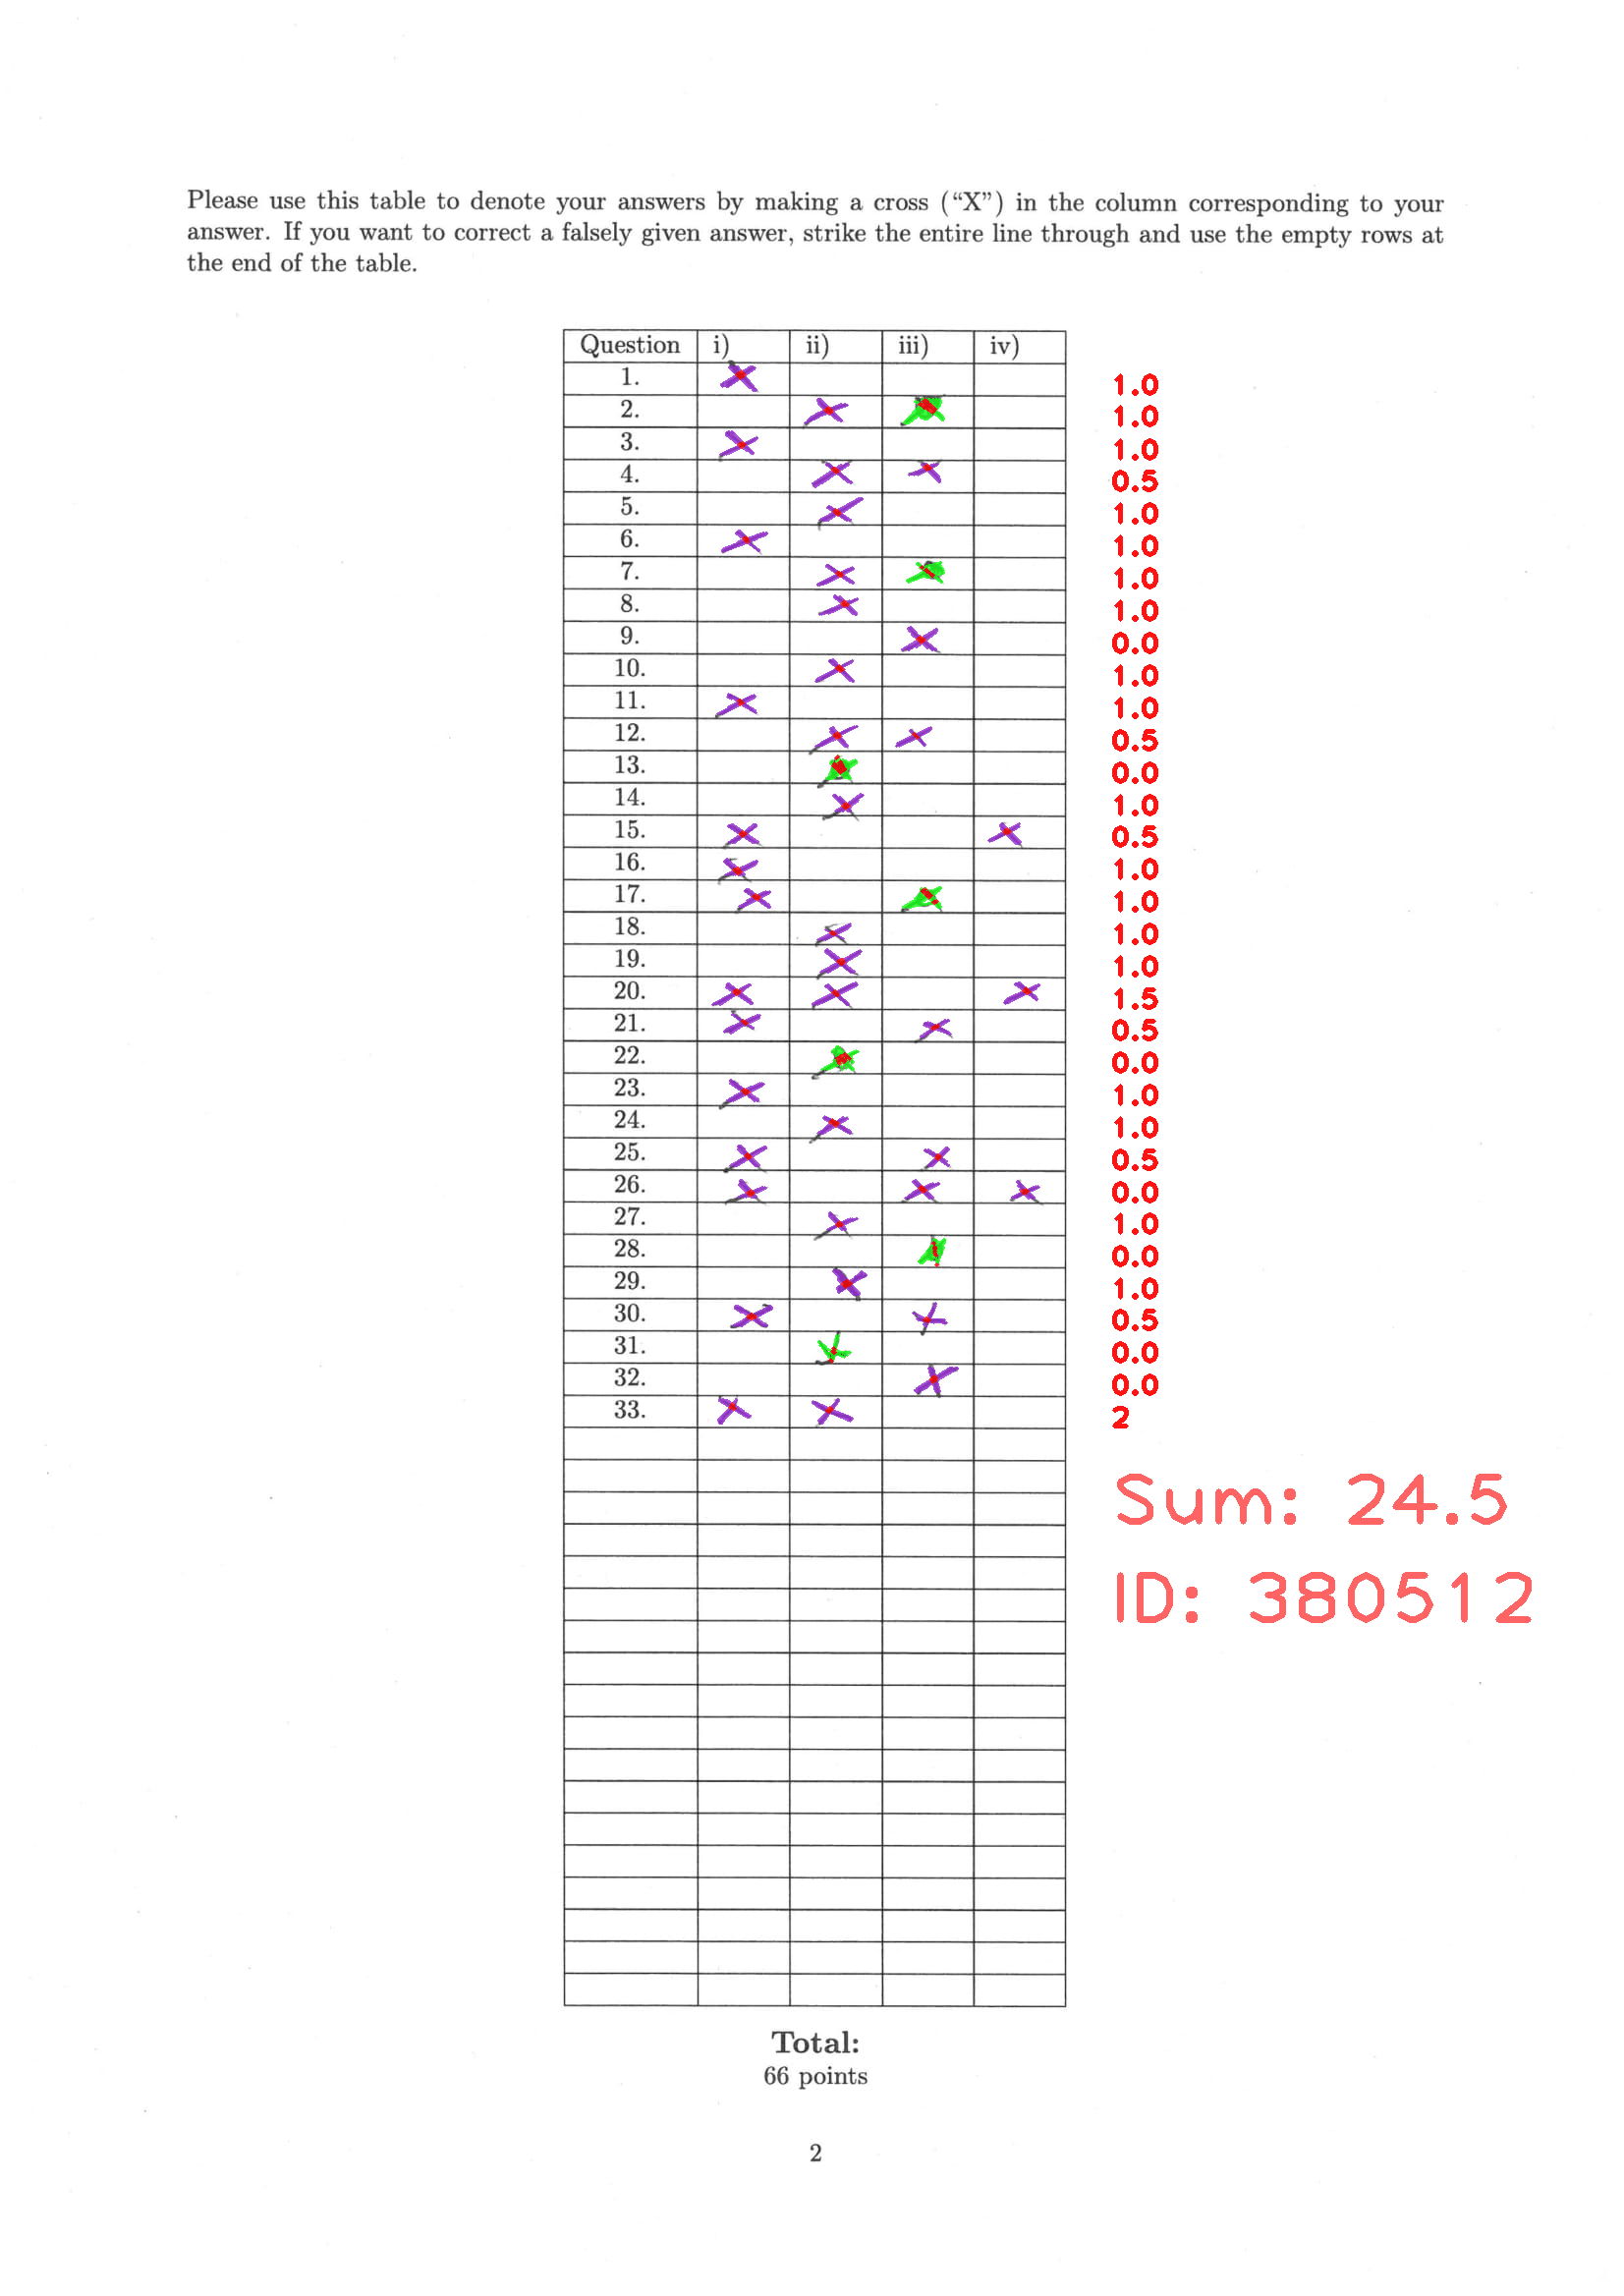 Please use this table to denote your answers by making a cross (“X”) in the column corresponding to your
answer. If you want to correct a falsely given answer, strike the entire line through and use the empty rows at
the end of the table.
Question i) ii) iii) iv)
1. X 1.0
2. X 1.0
3. X 1.0
4. X X 0.5
5. X 1.0
6. X 1.0
7. X 1.0
8. X 1.0
9. X 0.0
10. X 1.0
11. X 1.0
12. X X 0.5
13. 0.0
14. X 1.0
15. X X 0.5
16. X 1.0
17. X 1.0
18. X 1.0
19. X 1.0
20. X X X 1.5
21. X X 0.5
22. 0.0
23. X 1.0
24. X 1.0
25. X X 0.5
26. X X X 0.0
27. X 1.0
28. 0.0
29. X 1.0
30. X X 0.5
31. 0.0
32. X 0.0
33. X X 2
Sum: 24.5
ID: 380512
Total:
66 points
2